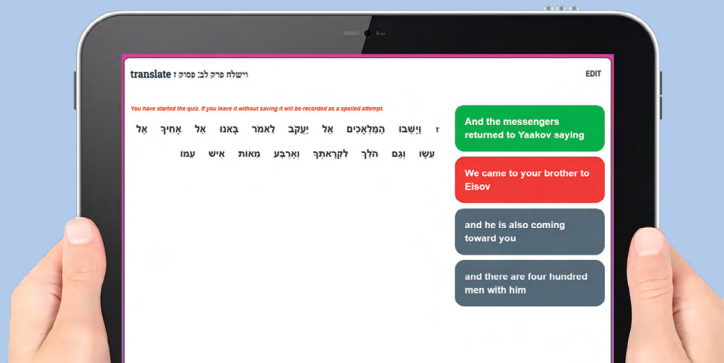 translate וישלח פרק לב: פסוק ז
EDIT
You have started the quiz. If you leave it without saving it will be recorded as a spoiled attempt.
ז וַיָּשֻׁבוּ הַמַּלְאָכִים אֶל יַעֲקֹב לֵאמֹר בָּאנוּ אֶל אָחִיךָ אֶל
עֵשָׂו וְגַם הֹלֵךְ לִקְרָאתְךָ וְאַרְבַּע מֵאוֹת אִישׁ עִמּוֹ
And the messengers
returned to Yaakov saying
We came to your brother to
Eisov
and he is also coming
toward you
and there are four hundred
men with him